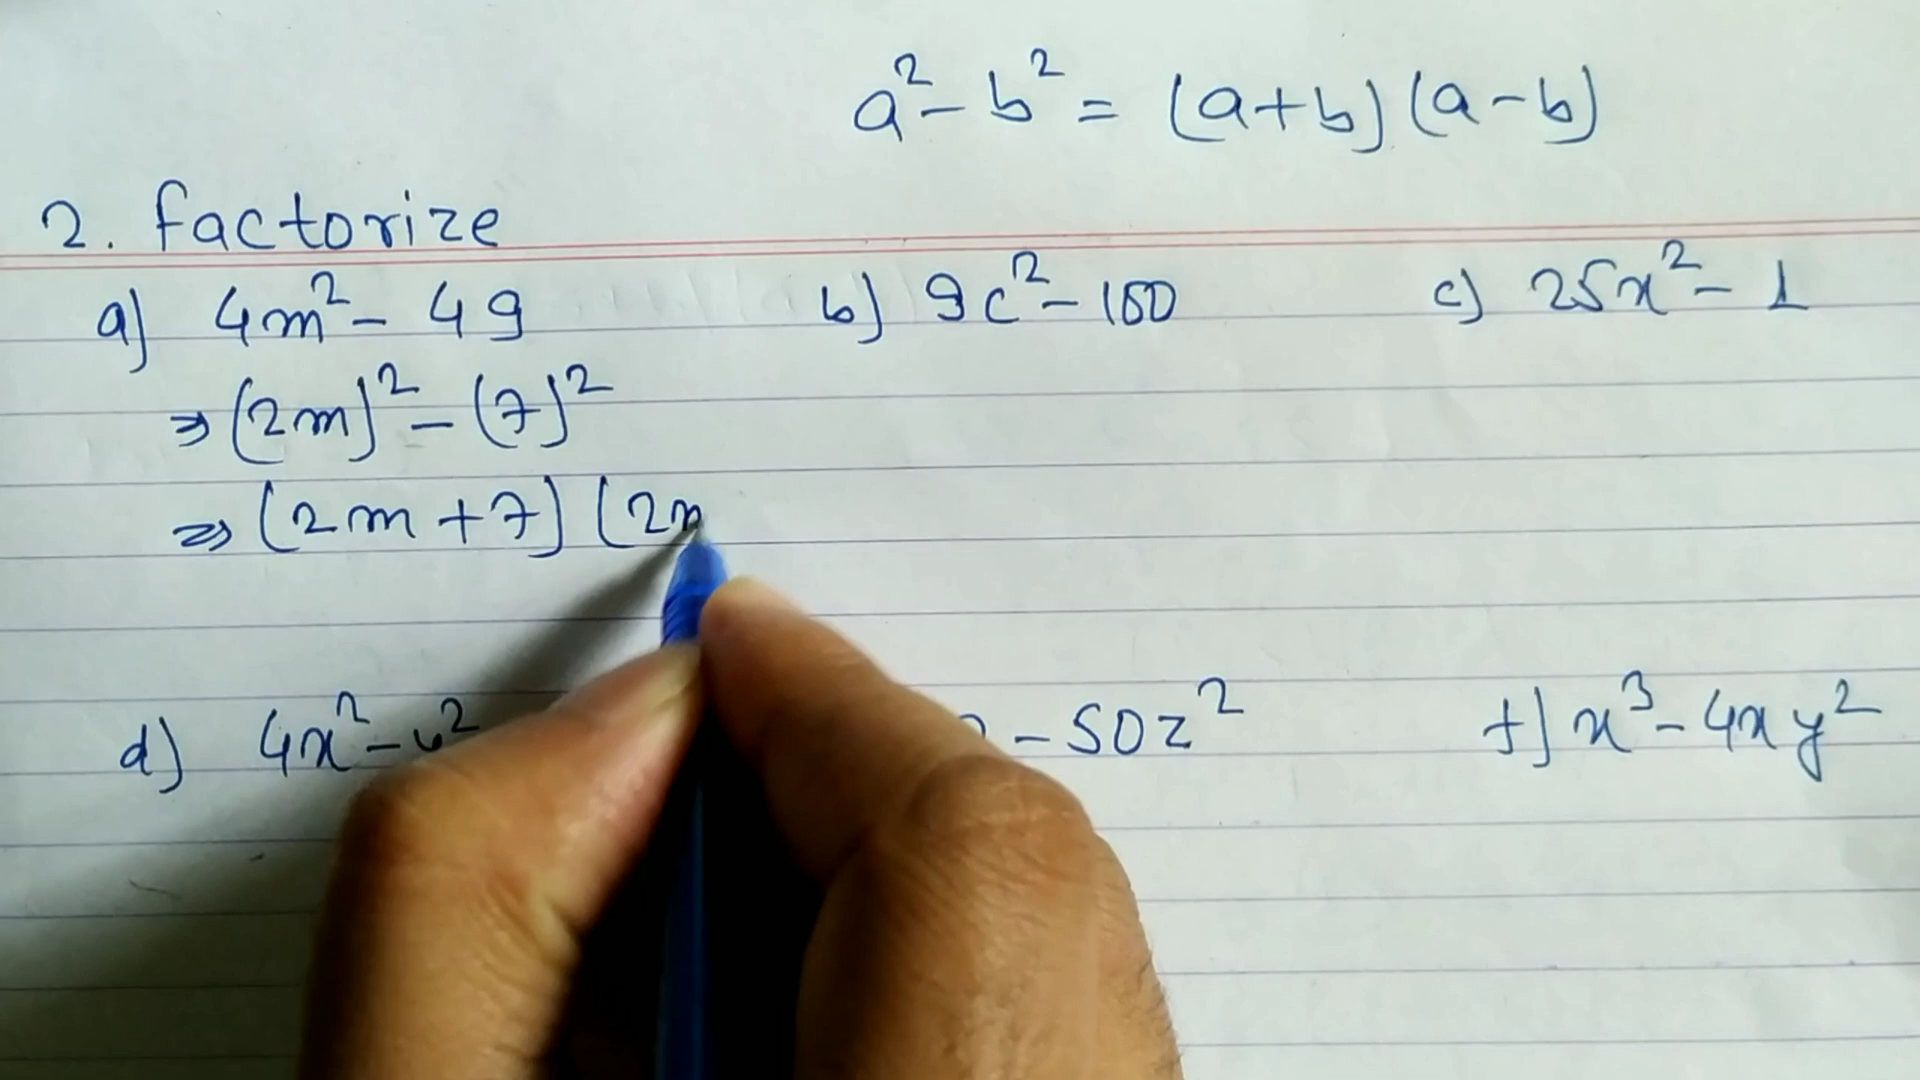 a² - b² = (a+b) (a-b)
2. factorize
a) 4m² - 49 b) 9c² - 100 c) 25x² - 1
⇒ (2m)² - (7)²
⇒ (2m+7) (2m
d) 4x² - y² - 50z² f) x³ - 4xy²